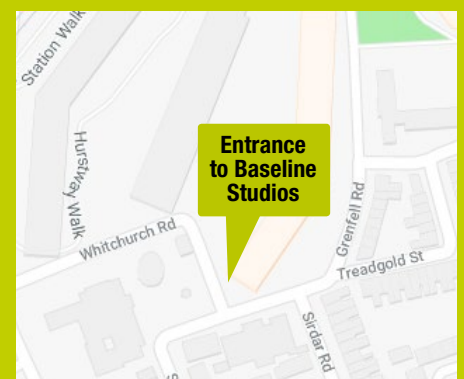 Station Walk
Hurstway Walk
Entrance
to Baseline
Studios
Whitchurch Rd
Grenfell Rd
Treadgold St
Sirdar Rd